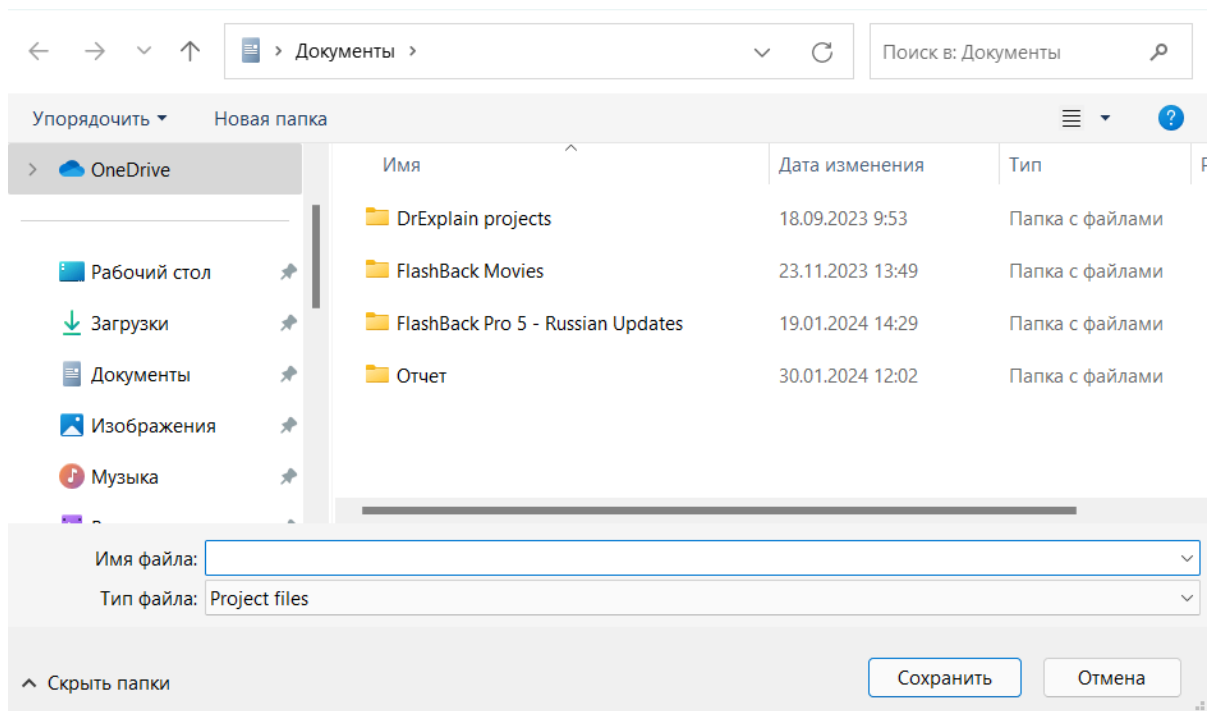 Документы
Поиск в: Документы
Упорядочить
Новая папка
OneDrive
Рабочий стол
Загрузки
Документы
Изображения
Музыка
Имя Дата изменения Тип
DrExplain projects 18.09.2023 9:53 Папка с файлами
FlashBack Movies 23.11.2023 13:49 Папка с файлами
FlashBack Pro 5 - Russian Updates 19.01.2024 14:29 Папка с файлами
Отчет 30.01.2024 12:02 Папка с файлами
Имя файла:
Тип файла: Project files
Скрыть папки
Сохранить
Отмена